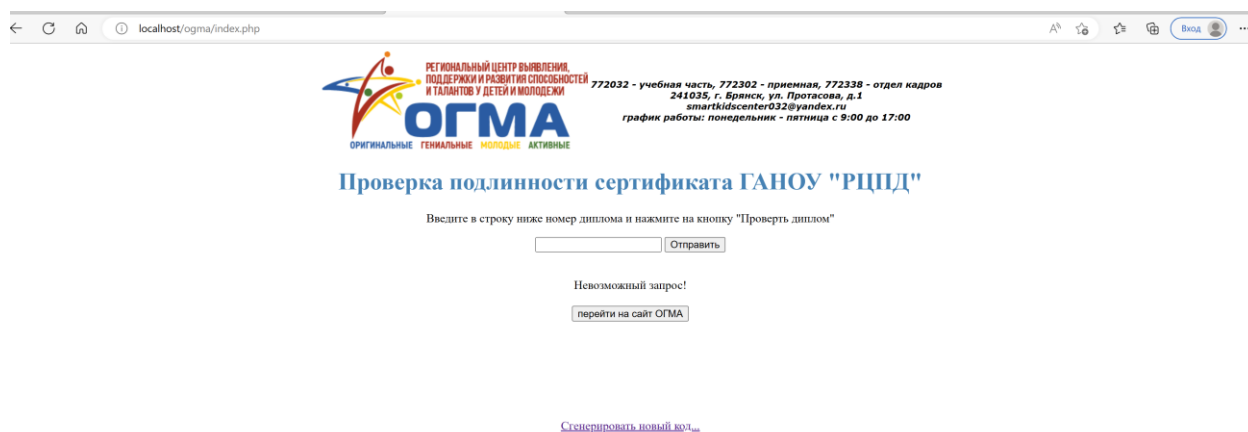 localhost/ogma/index.php
Вход
РЕГИОНАЛЬНЫЙ ЦЕНТР ВЫЯВЛЕНИЯ,
ПОДДЕРЖКИ И РАЗВИТИЯ СПОСОБНОСТЕЙ
И ТАЛАНТОВ У ДЕТЕЙ И МОЛОДЕЖИ
ОГМА
ОРИГИНАЛЬНЫЕ ГЕНИАЛЬНЫЕ МОЛОДЫЕ АКТИВНЫЕ
772032 - учебная часть, 772302 - приемная, 772338 - отдел кадров
241035, г. Брянск, ул. Протасова, д.1
smartkidscenter032@yandex.ru
график работы: понедельник - пятница с 9:00 до 17:00
Проверка подлинности сертификата ГАНОУ "РЦПД"
Введите в строку ниже номер диплома и нажмите на кнопку "Проверть диплом"
Отправить
Невозможный запрос!
перейти на сайт ОГМА
Сгенерировать новый код...